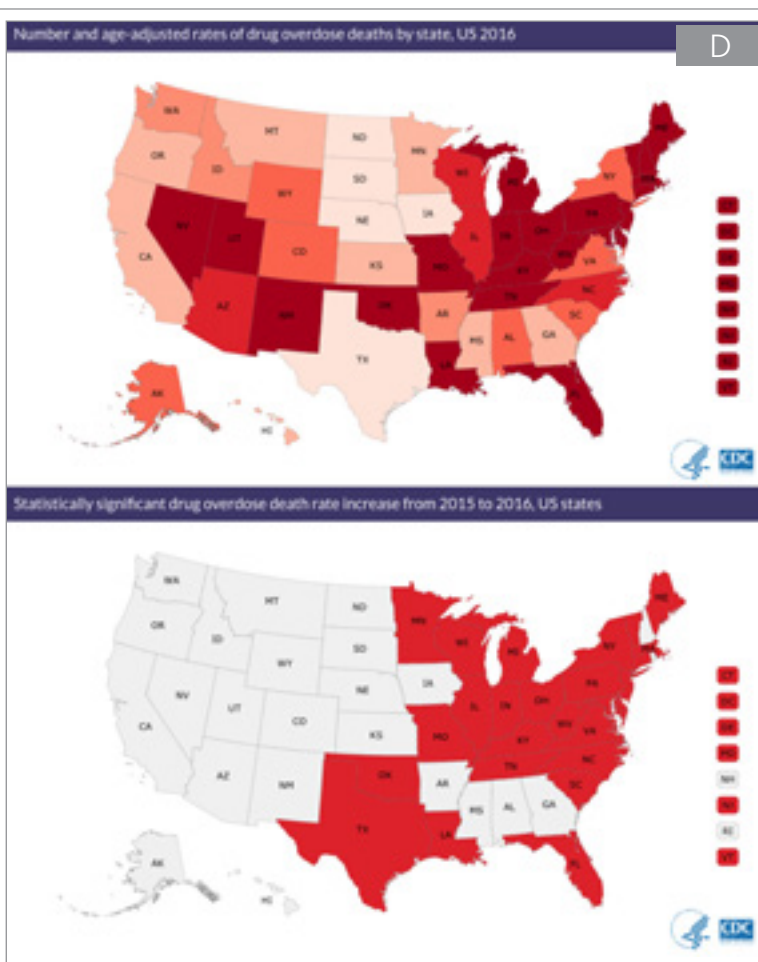 Number and age-adjusted rates of drug overdose deaths by state, US 2016
D
WA
MT
ND
MN
OR
ID
SD
WI
NY
WY
IA
NE
PA
NV
UT
CO
IL
OH
CA
KS
MO
KY
VA
AZ
OK
TN
NC
NM
AR
SC
MS
AL
GA
TX
LA
AK
FL
HI
CDC
Statistically significant drug overdose death rate increase from 2015 to 2016, US states
WA
MT
ND
ME
MN
OR
ID
SD
WI
MI
NY
WY
IA
PA
CT
NE
DC
NV
UT
CO
IL
IN
OH
DE
CA
KS
MO
WV
VA
KY
MD
NC
NH
AZ
NM
OK
TN
AR
SC
NJ
MS
AL
GA
RI
TX
LA
VT
AK
FL
HI
CDC